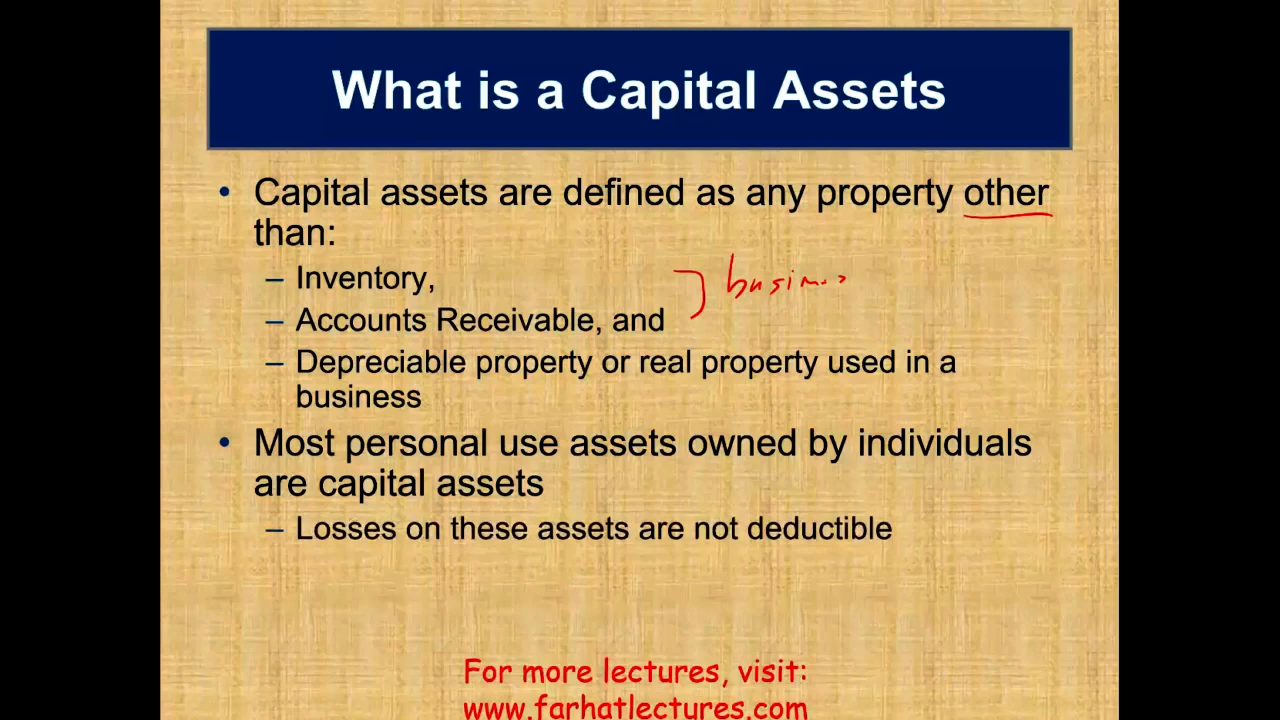 What is a Capital Assets
• Capital assets are defined as any property other
than:
– Inventory,
– Accounts Receivable, and
– Depreciable property or real property used in a
business
• Most personal use assets owned by individuals
are capital assets
– Losses on these assets are not deductible
For more lectures, visit:
www.farhatlectures.com